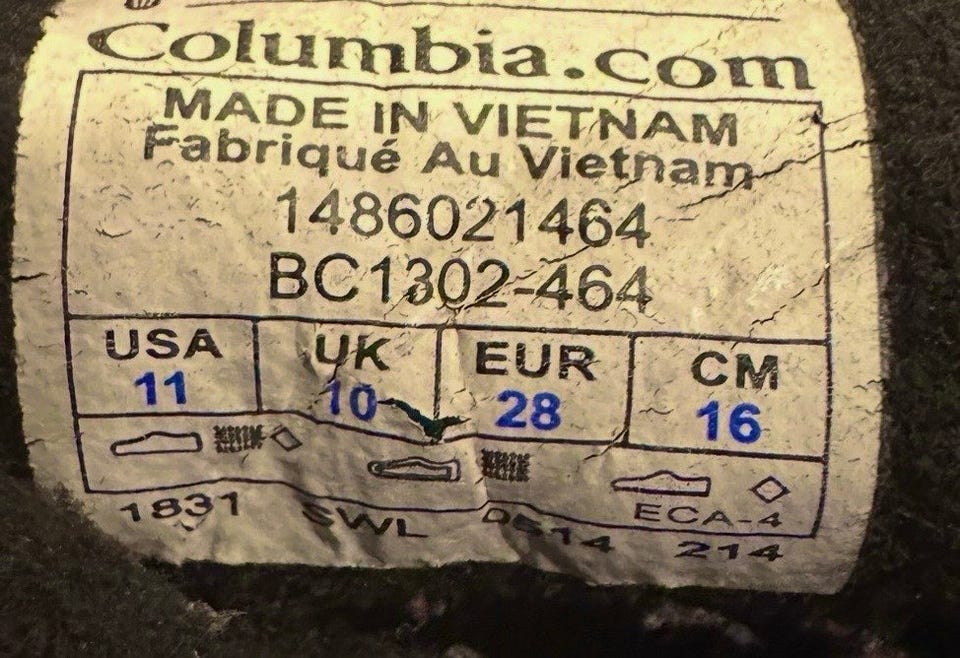 Columbia.com
MADE IN VIETNAM
Fabriqué Au Vietnam
1486021464
BC1302-464
USA UK EUR CM
11 10 28 16
ECA-4
1831 SWL 214